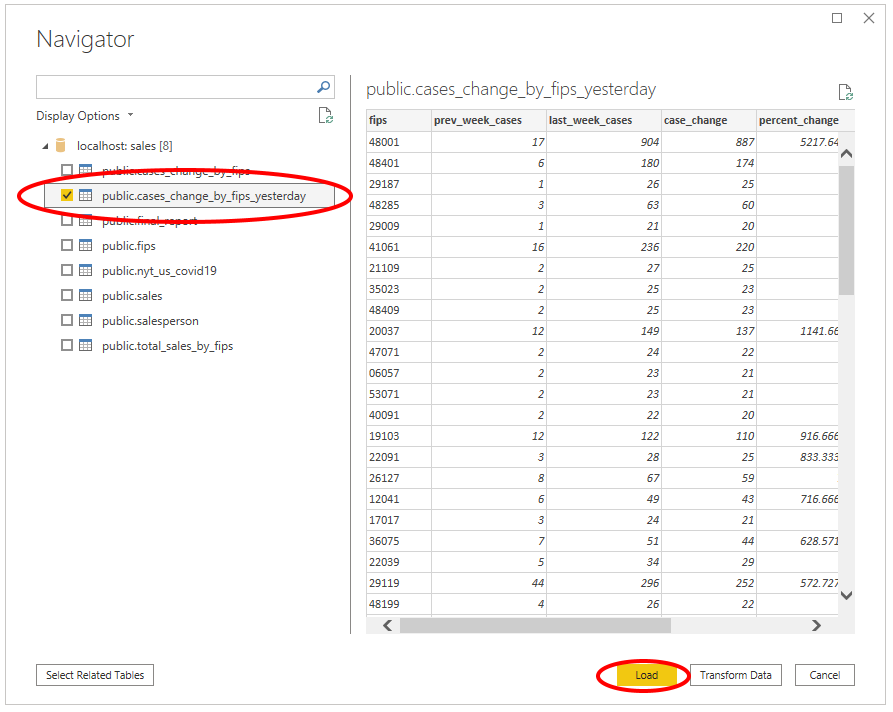 Navigator
Display Options
localhost: sales [8]
public.cases_change_by_fips
public.cases_change_by_fips_yesterday
public.final_report
public.fips
public.nyt_us_covid19
public.sales
public.salesperson
public.total_sales_by_fips
public.cases_change_by_fips_yesterday
fips prev_week_cases last_week_cases case_change percent_change
48001 17 904 887 5217.64
48401 6 180 174
29187 1 26 25
48285 3 63 60
29009 1 21 20
41061 16 236 220
21109 2 27 25
35023 2 25 23
48409 2 25 23
20037 12 149 137 1141.66
47071 2 24 22
06057 2 23 21
53071 2 23 21
40091 2 22 20
19103 12 122 110 916.666
22091 3 28 25 833.333
26127 8 67 59
12041 6 49 43 716.666
17017 3 24 21
36075 7 51 44 628.571
22039 5 34 29
29119 44 296 252 572.727
48199 4 26 22
Select Related Tables
Load
Transform Data
Cancel